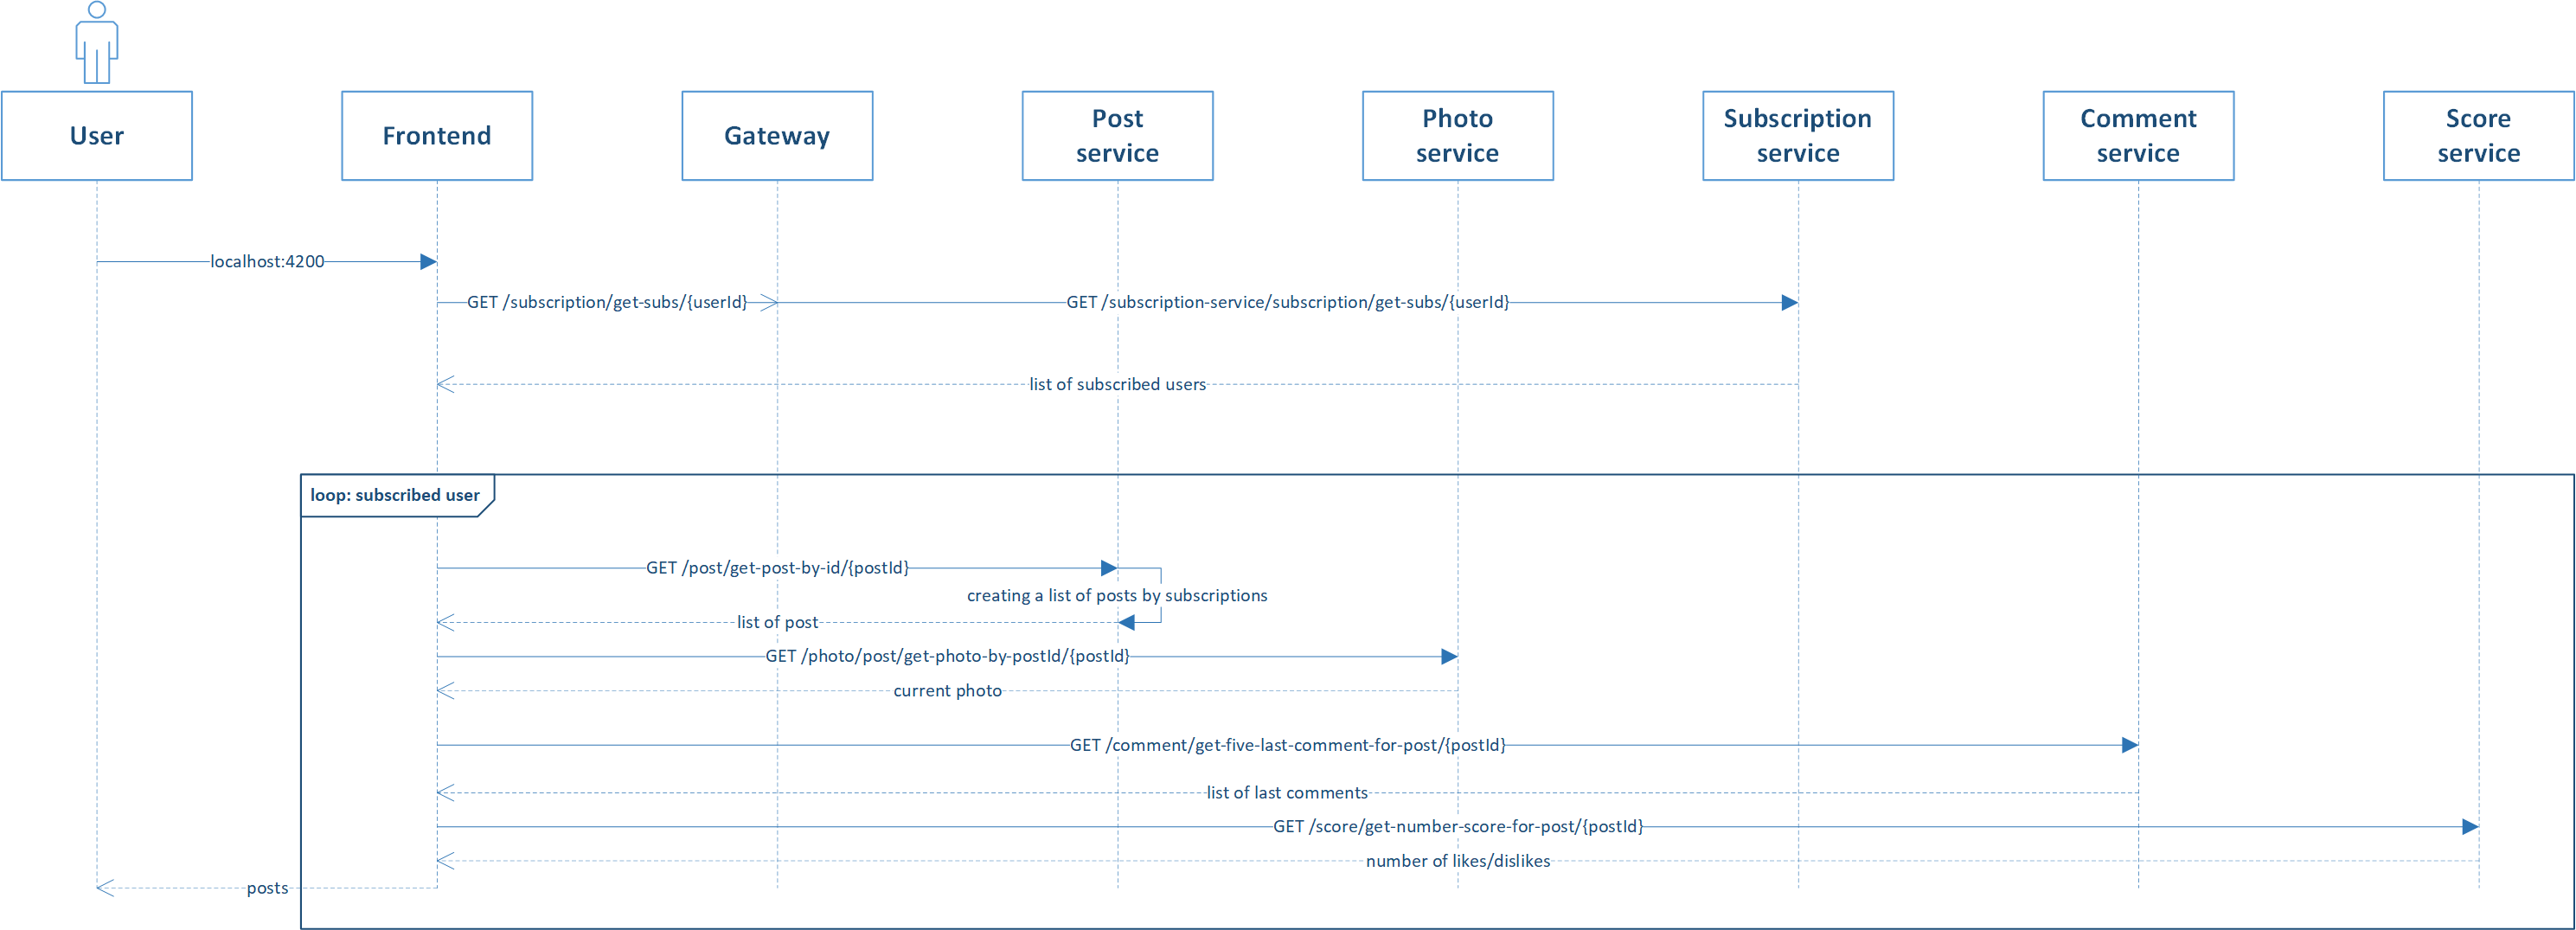 User
Frontend
Gateway
Post
service
Photo
service
Subscription
service
Comment
service
Score
service
localhost:4200
GET /subscription/get-subs/{userId}
GET /subscription-service/subscription/get-subs/{userId}
list of subscribed users
loop: subscribed user
GET /post/get-post-by-id/{postId}
creating a list of posts by subscriptions
list of post
GET /photo/post/get-photo-by-postId/{postId}
current photo
GET /comment/get-five-last-comment-for-post/{postId}
list of last comments
GET /score/get-number-score-for-post/{postId}
number of likes/dislikes
posts